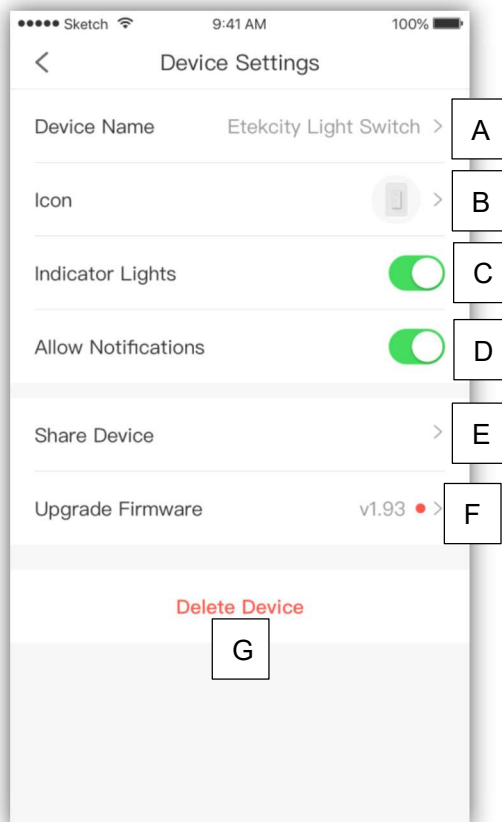 Sketch 9:41 AM 100%
Device Settings
Device Name Etekcity Light Switch A
Icon B
Indicator Lights C
Allow Notifications D
Share Device E
Upgrade Firmware v1.93 F
Delete Device
G